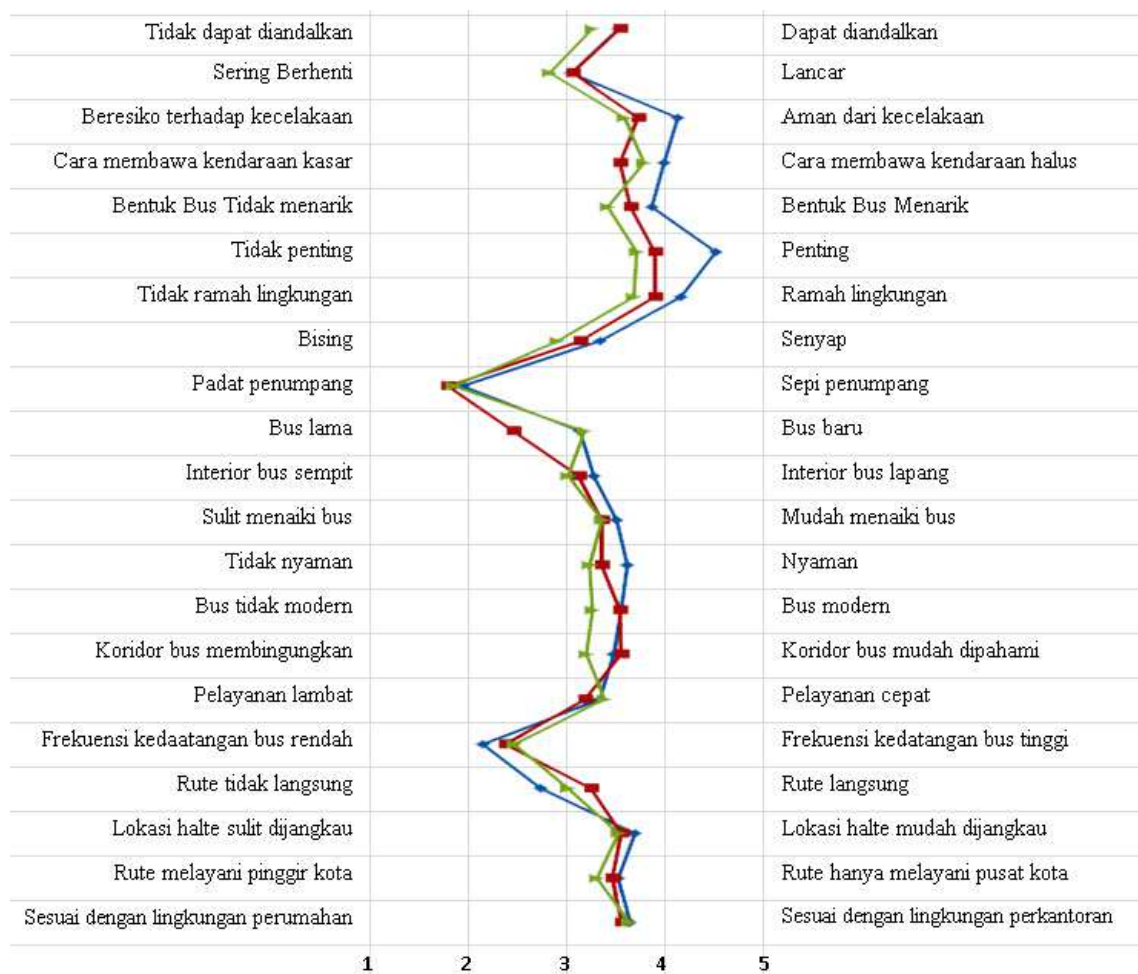 Tidak dapat diandalkan Dapat diandalkan
Sering Berhenti Lancar
Beresiko terhadap kecelakaan Aman dari kecelakaan
Cara membawa kendaraan kasar Cara membawa kendaraan halus
Bentuk Bus Tidak menarik Bentuk Bus Menarik
Tidak penting Penting
Tidak ramah lingkungan Ramah lingkungan
Bising Senyap
Padat penumpang Sepi penumpang
Bus lama Bus baru
Interior bus sempit Interior bus lapang
Sulit menaiki bus Mudah menaiki bus
Tidak nyaman Nyaman
Bus tidak modern Bus modern
Koridor bus membingungkan Koridor bus mudah dipahami
Pelayanan lambat Pelayanan cepat
Frekuensi kedaatangan bus rendah Frekuensi kedatangan bus tinggi
Rute tidak langsung Rute langsung
Lokasi halte sulit dijangkau Lokasi halte mudah dijangkau
Rute melayani pinggir kota Rute hanya melayani pusat kota
Sesuai dengan lingkungan perumahan Sesuai dengan lingkungan perkantoran
1 2 3 4 5